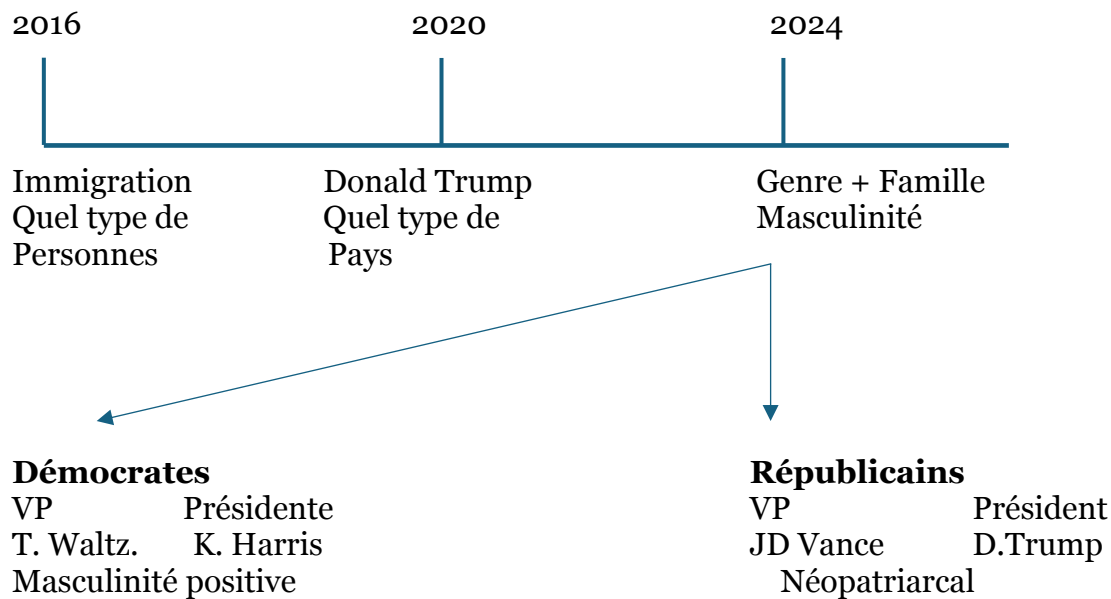 2016 2020 2024
Immigration Donald Trump Genre + Famille
Quel type de Quel type de Masculinité
Personnes Pays
Démocrates Républicains
VP Présidente VP Président
T. Waltz. K. Harris JD Vance D.Trump
Masculinité positive Néopatriarcal